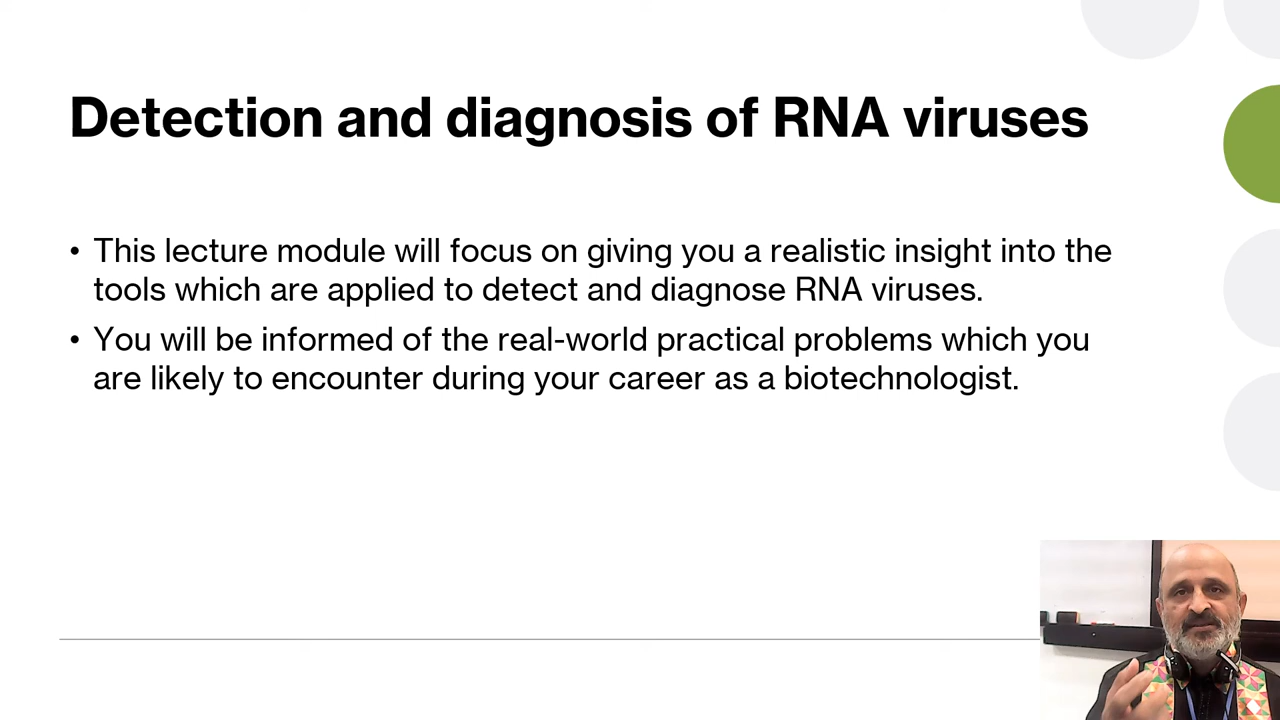 Detection and diagnosis of RNA viruses
• This lecture module will focus on giving you a realistic insight into the
tools which are applied to detect and diagnose RNA viruses.
• You will be informed of the real-world practical problems which you
are likely to encounter during your career as a biotechnologist.